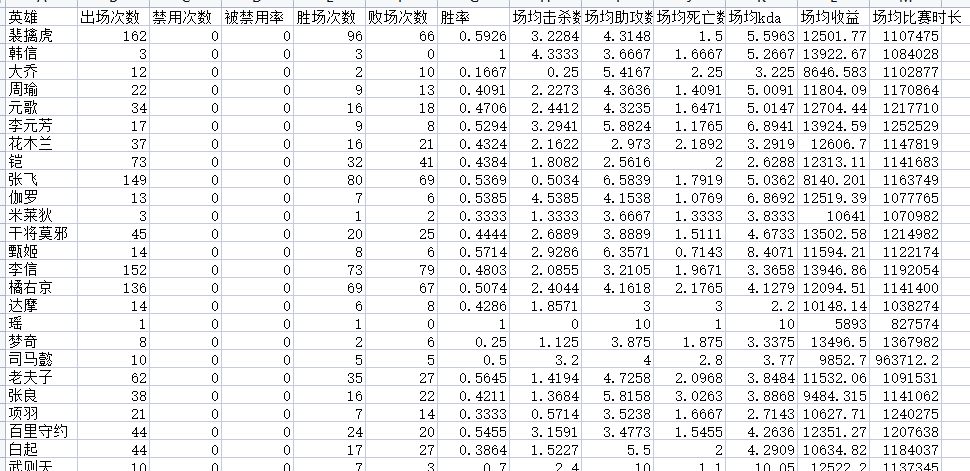 英雄 出场次数 禁用次数 被禁用率 胜场次数 败场次数 胜率 场均击杀数 场均助攻数 场均死亡数 场均kda 场均收益 场均比赛时长
裴擒虎 162 0 0 96 66 0.5926 3.2284 4.3148 1.5 5.5963 12501.77 1107475
韩信 3 0 0 3 0 1 4.3333 3.6667 1.6667 5.2667 13922.67 1084028
大乔 12 0 0 2 10 0.1667 0.25 5.4167 2.25 3.225 8646.583 1102877
周瑜 22 0 0 9 13 0.4091 2.2273 4.3636 1.4091 5.0091 11804.09 1170864
元歌 34 0 0 16 18 0.4706 2.4412 4.3235 1.6471 5.0147 12704.44 1217710
李元芳 17 0 0 9 8 0.5294 3.2941 5.8824 1.1765 6.8941 13924.59 1252529
花木兰 37 0 0 16 21 0.4324 2.1622 2.973 2.1892 3.2919 12606.7 1147819
铠 73 0 0 32 41 0.4384 1.8082 2.5616 2 2.6288 12313.11 1141683
张飞 149 0 0 80 69 0.5369 0.5034 6.5839 1.7919 5.0362 8140.201 1163749
伽罗 13 0 0 7 6 0.5385 4.5385 4.1538 1.0769 6.8692 12519.39 1077765
米莱狄 3 0 0 1 2 0.3333 1.3333 3.6667 1.3333 3.8333 10641 1070982
干将莫邪 45 0 0 20 25 0.4444 2.6889 3.8889 1.5111 4.6733 13502.58 1214982
甄姬 14 0 0 8 6 0.5714 2.9286 6.3571 0.7143 8.4071 11594.21 1122174
李信 152 0 0 73 79 0.4803 2.0855 3.2105 1.9671 3.3658 13946.86 1192054
橘右京 136 0 0 69 67 0.5074 2.4044 4.1618 2.1765 4.1279 12094.51 1141400
达摩 14 0 0 6 8 0.4286 1.8571 3 3 2.2 10148.14 1038274
瑶 1 0 0 1 0 1 0 10 1 10 5893 827574
梦奇 8 0 0 2 6 0.25 1.125 3.875 1.875 3.3375 13496.5 1367982
司马懿 10 0 0 5 5 0.5 3.2 4 2.8 3.77 9852.7 963712.2
老夫子 62 0 0 35 27 0.5645 1.4194 4.7258 2.0968 3.8484 11532.06 1091531
张良 38 0 0 16 22 0.4211 1.3684 5.8158 3.0263 3.8868 9484.315 1141062
项羽 21 0 0 7 14 0.3333 0.5714 3.5238 1.6667 2.7143 10627.71 1240275
百里守约 44 0 0 24 20 0.5455 3.1591 3.4773 1.5455 4.2636 12351.27 1207638
白起 44 0 0 17 27 0.3864 1.5227 5.5 2 4.2909 10634.82 1184037
武则天 10 0 0 7 3 0.7 2.4 10 1.1 10.05 12522.2 1137345